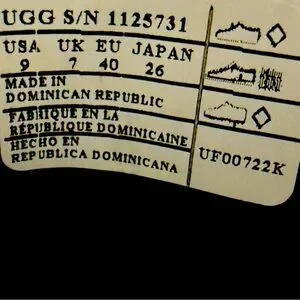 UGG S/N 1125731
USA UK EU JAPAN
9 7 40 26
MADE IN
DOMINICAN REPUBLIC
FABRIQUE EN LA
RÉPUBLIQUE DOMINICAINE
HECHO EN
REPUBLICA DOMINICANA
UF00722K